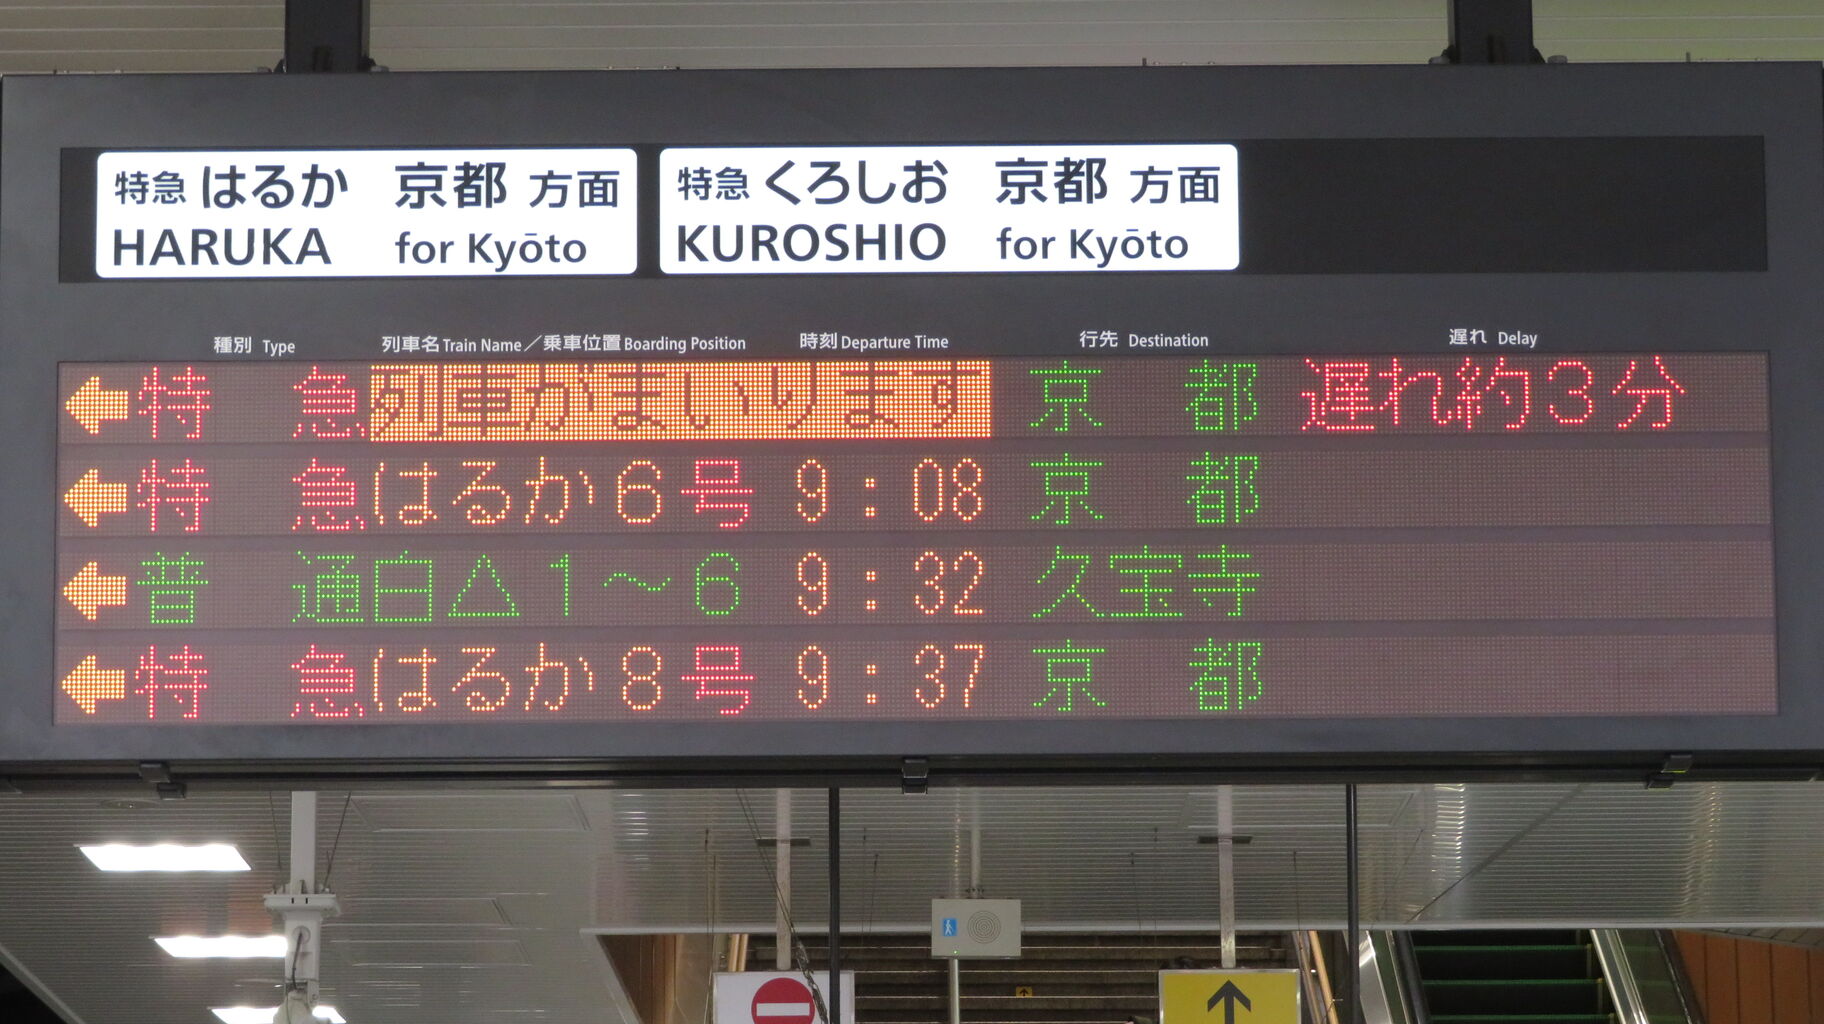 特急 はるか 京都 方面
HARUKA for Kyōto
特急 くろしお 京都 方面
KUROSHIO for Kyōto
種別 Type 列車名 Train Name／乗車位置 Boarding Position 時刻 Departure Time 行先 Destination 遅れ Delay
← 特急 列車がまいります 京都 遅れ約3分
← 特急 はるか6号 9:08 京都
← 普通 白△1〜6 9:32 久宝寺
← 特急 はるか8号 9:37 京都